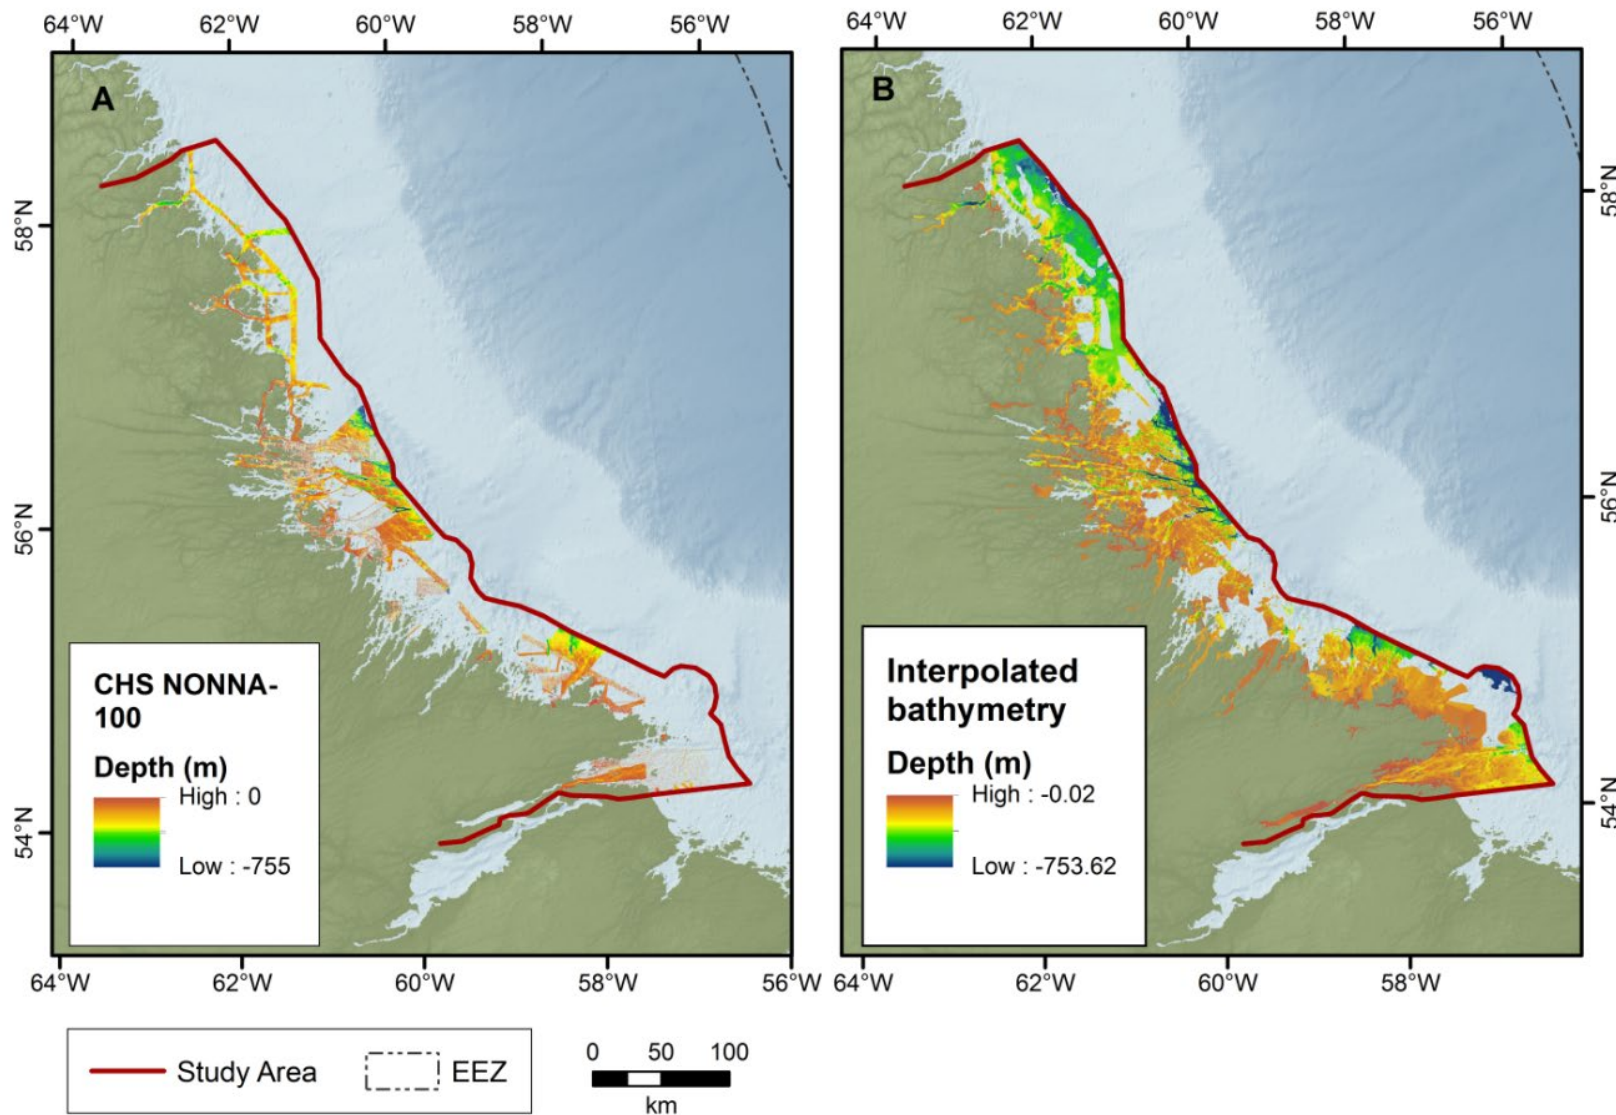 64°W 62°W 60°W 58°W 56°W
64°W 62°W 60°W 58°W 56°W
A
B
58°N
58°N
56°N
56°N
54°N
54°N
CHS NONNA-
100
Depth (m)
High : 0
Low : -755
Interpolated
bathymetry
Depth (m)
High : -0.02
Low : -753.62
64°W 62°W 60°W 58°W 56°W
64°W 62°W 60°W 58°W
Study Area
EEZ
0 50 100
km